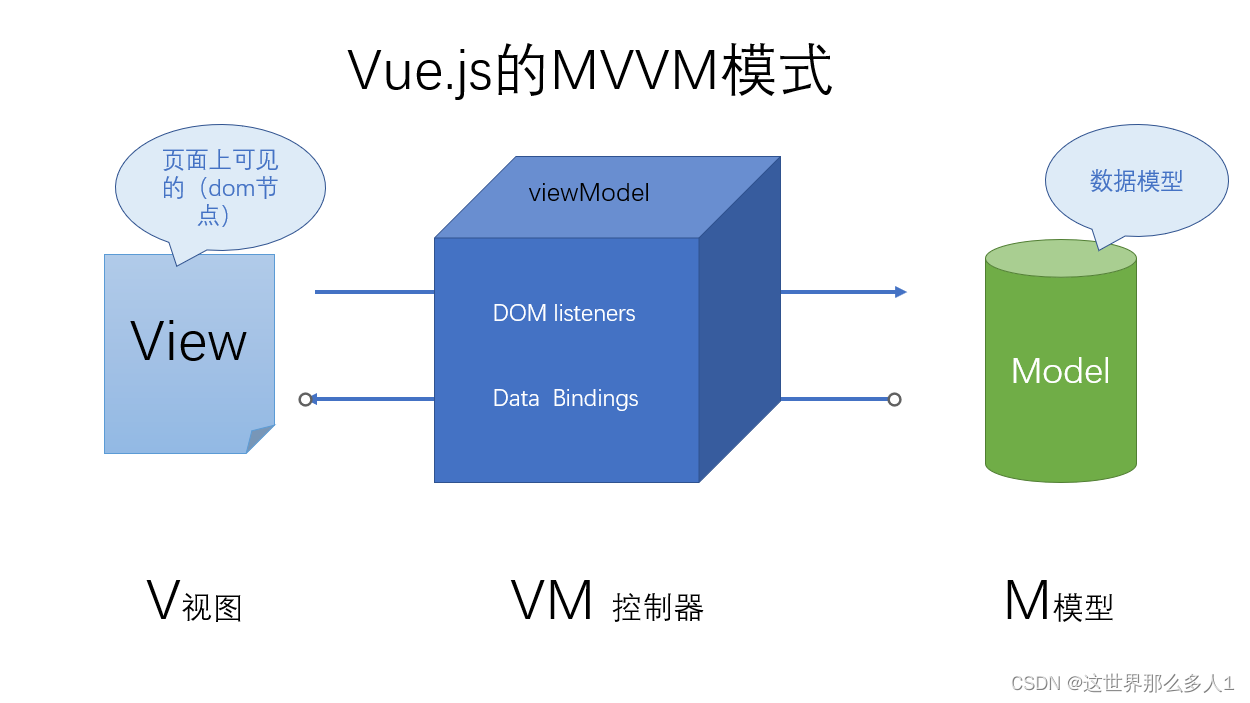 Vue.js的MVVM模式
页面上可见
的（dom节
点）
viewModel
数据模型
View
DOM listeners
Data Bindings
Model
V视图
VM 控制器
M模型
CSDN @这世界那么多人1